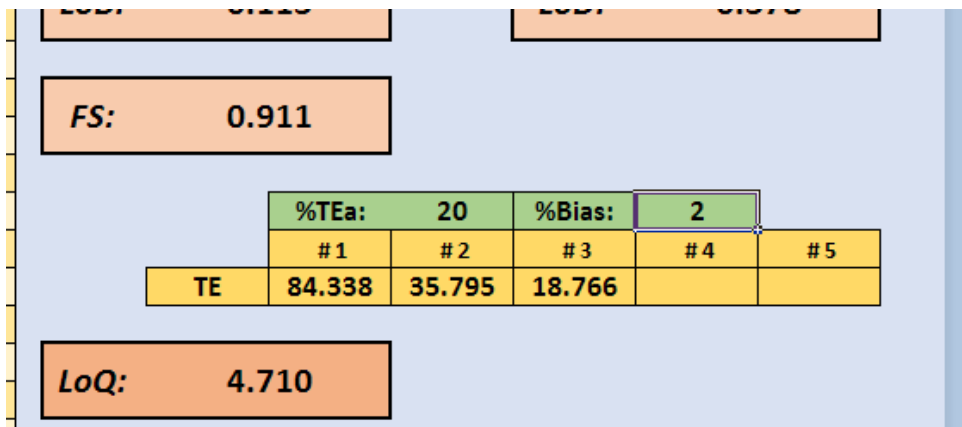 FS: 0.911
%TEa: 20 %Bias: 2
#1 #2 #3 #4 #5
TE 84.338 35.795 18.766
LoQ: 4.710